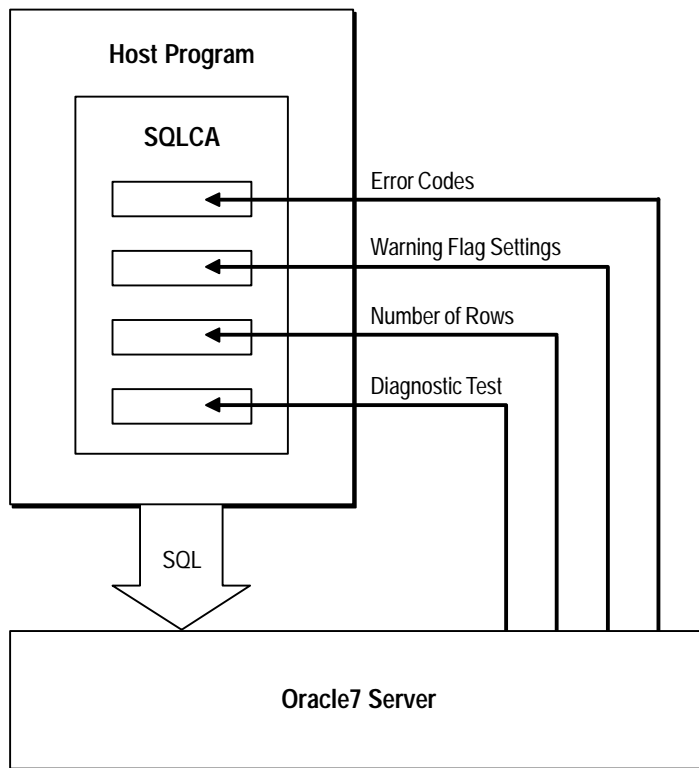 Host Program
SQLCA
Error Codes
Warning Flag Settings
Number of Rows
Diagnostic Test
SQL
Oracle7 Server